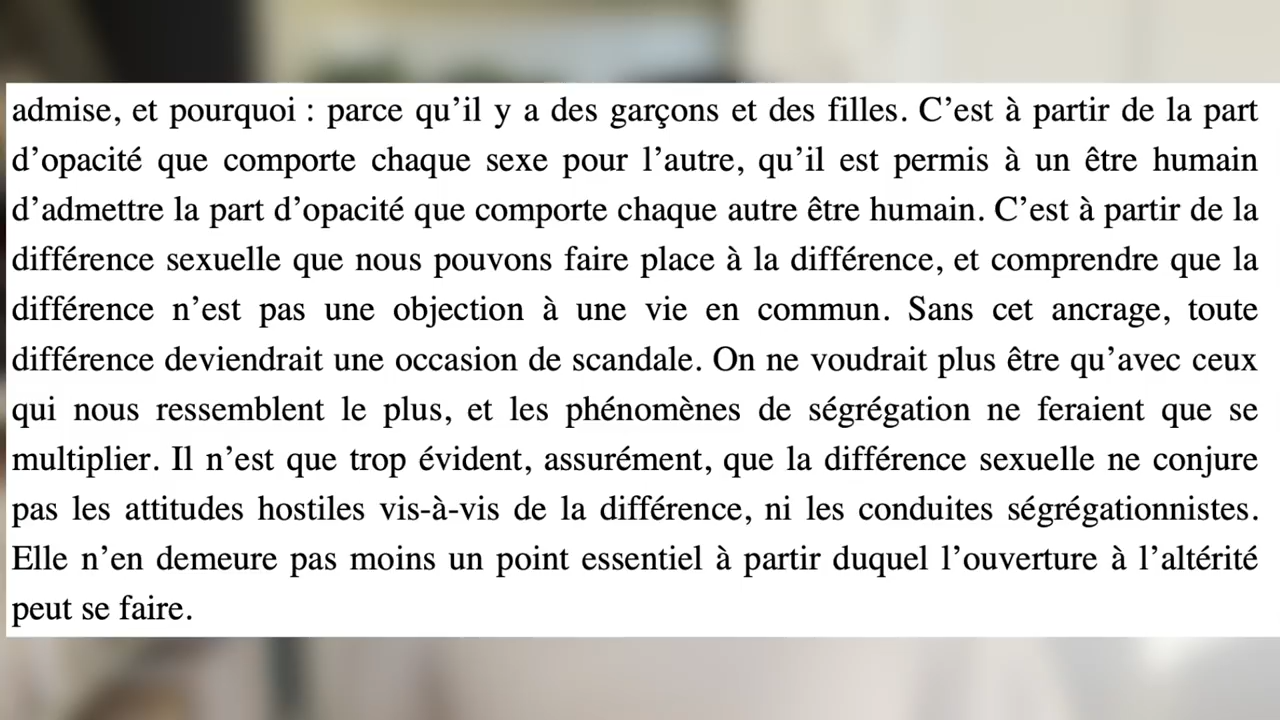 admise, et pourquoi : parce qu’il y a des garçons et des filles. C’est à partir de la part
d’opacité que comporte chaque sexe pour l’autre, qu’il est permis à un être humain
d’admettre la part d’opacité que comporte chaque autre être humain. C’est à partir de la
différence sexuelle que nous pouvons faire place à la différence, et comprendre que la
différence n’est pas une objection à une vie en commun. Sans cet ancrage, toute
différence deviendrait une occasion de scandale. On ne voudrait plus être qu’avec ceux
qui nous ressemblent le plus, et les phénomènes de ségrégation ne feraient que se
multiplier. Il n’est que trop évident, assurément, que la différence sexuelle ne conjure
pas les attitudes hostiles vis-à-vis de la différence, ni les conduites ségrégationnistes.
Elle n’en demeure pas moins un point essentiel à partir duquel l’ouverture à l’altérité
peut se faire.